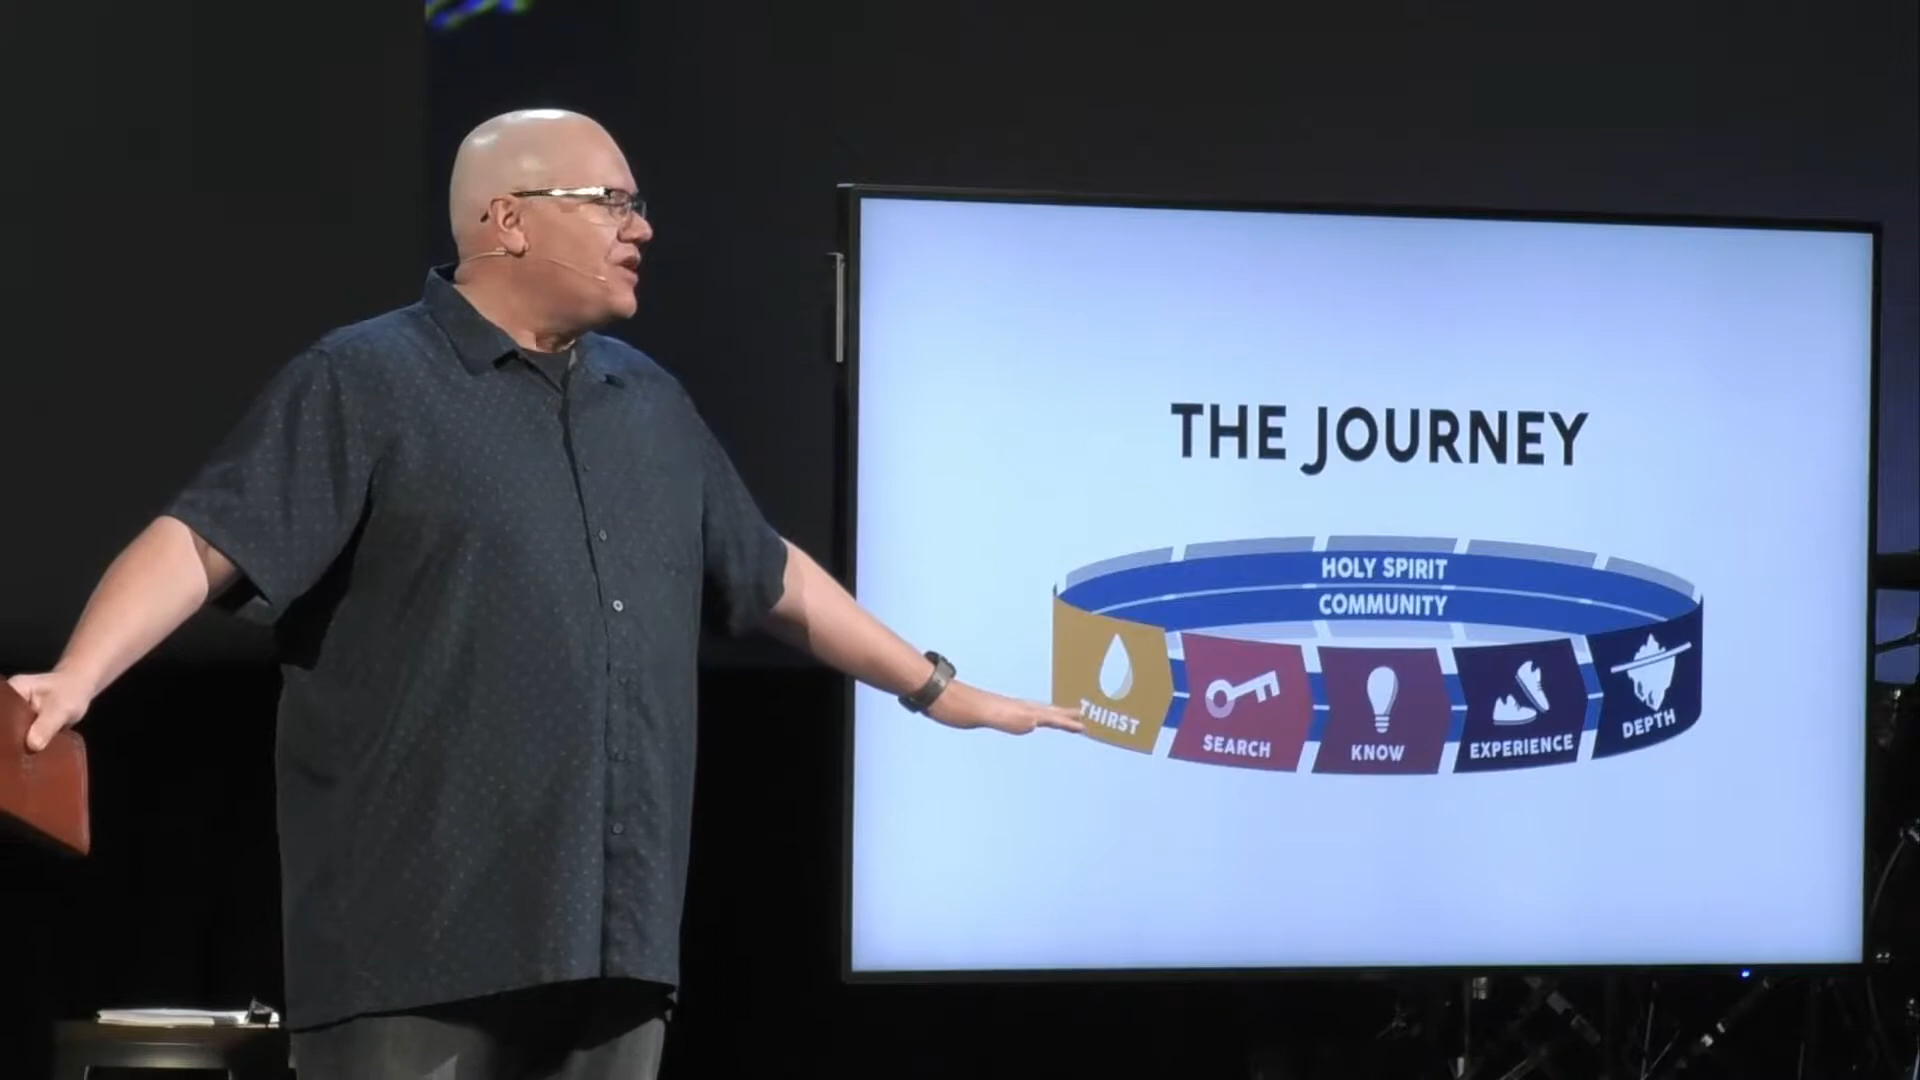 THE JOURNEY
HOLY SPIRIT
COMMUNITY
THIRST
SEARCH
KNOW
EXPERIENCE
DEPTH